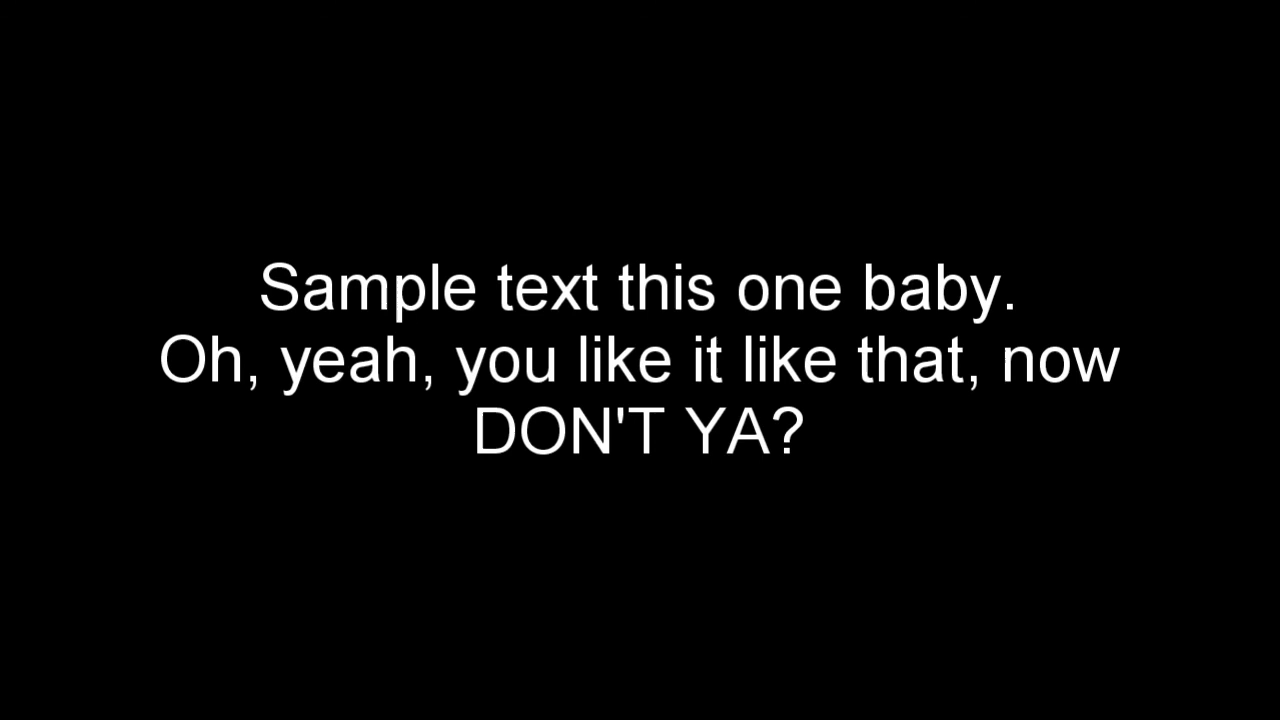 Sample text this one baby.
Oh, yeah, you like it like that, now
DON'T YA?